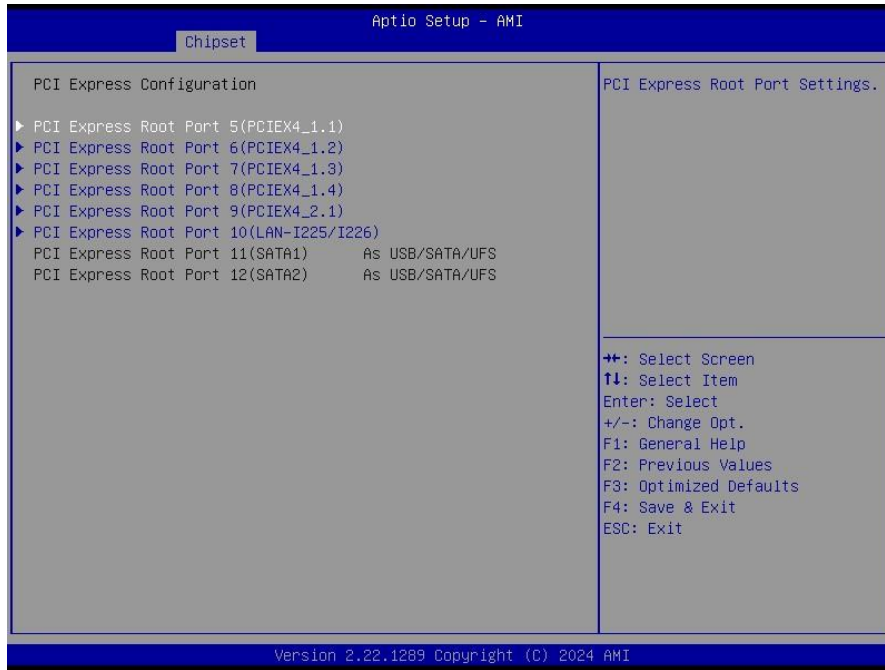 Aptio Setup - AMI
Chipset
PCI Express Configuration
PCI Express Root Port 5(PCIEX4_1.1)
PCI Express Root Port 6(PCIEX4_1.2)
PCI Express Root Port 7(PCIEX4_1.3)
PCI Express Root Port 8(PCIEX4_1.4)
PCI Express Root Port 9(PCIEX4_2.1)
PCI Express Root Port 10(LAN-I225/I226)
PCI Express Root Port 11(SATA1) As USB/SATA/UFS
PCI Express Root Port 12(SATA2) As USB/SATA/UFS
PCI Express Root Port Settings.
→←: Select Screen
↑↓: Select Item
Enter: Select
+/-: Change Opt.
F1: General Help
F2: Previous Values
F3: Optimized Defaults
F4: Save & Exit
ESC: Exit
Version 2.22.1289 Copyright (C) 2024 AMI